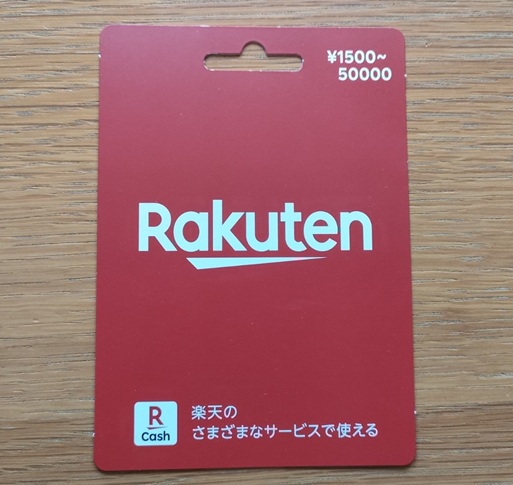 ¥1500~
50000
Rakuten
R
Cash
楽天の
さまざまなサービスで使える